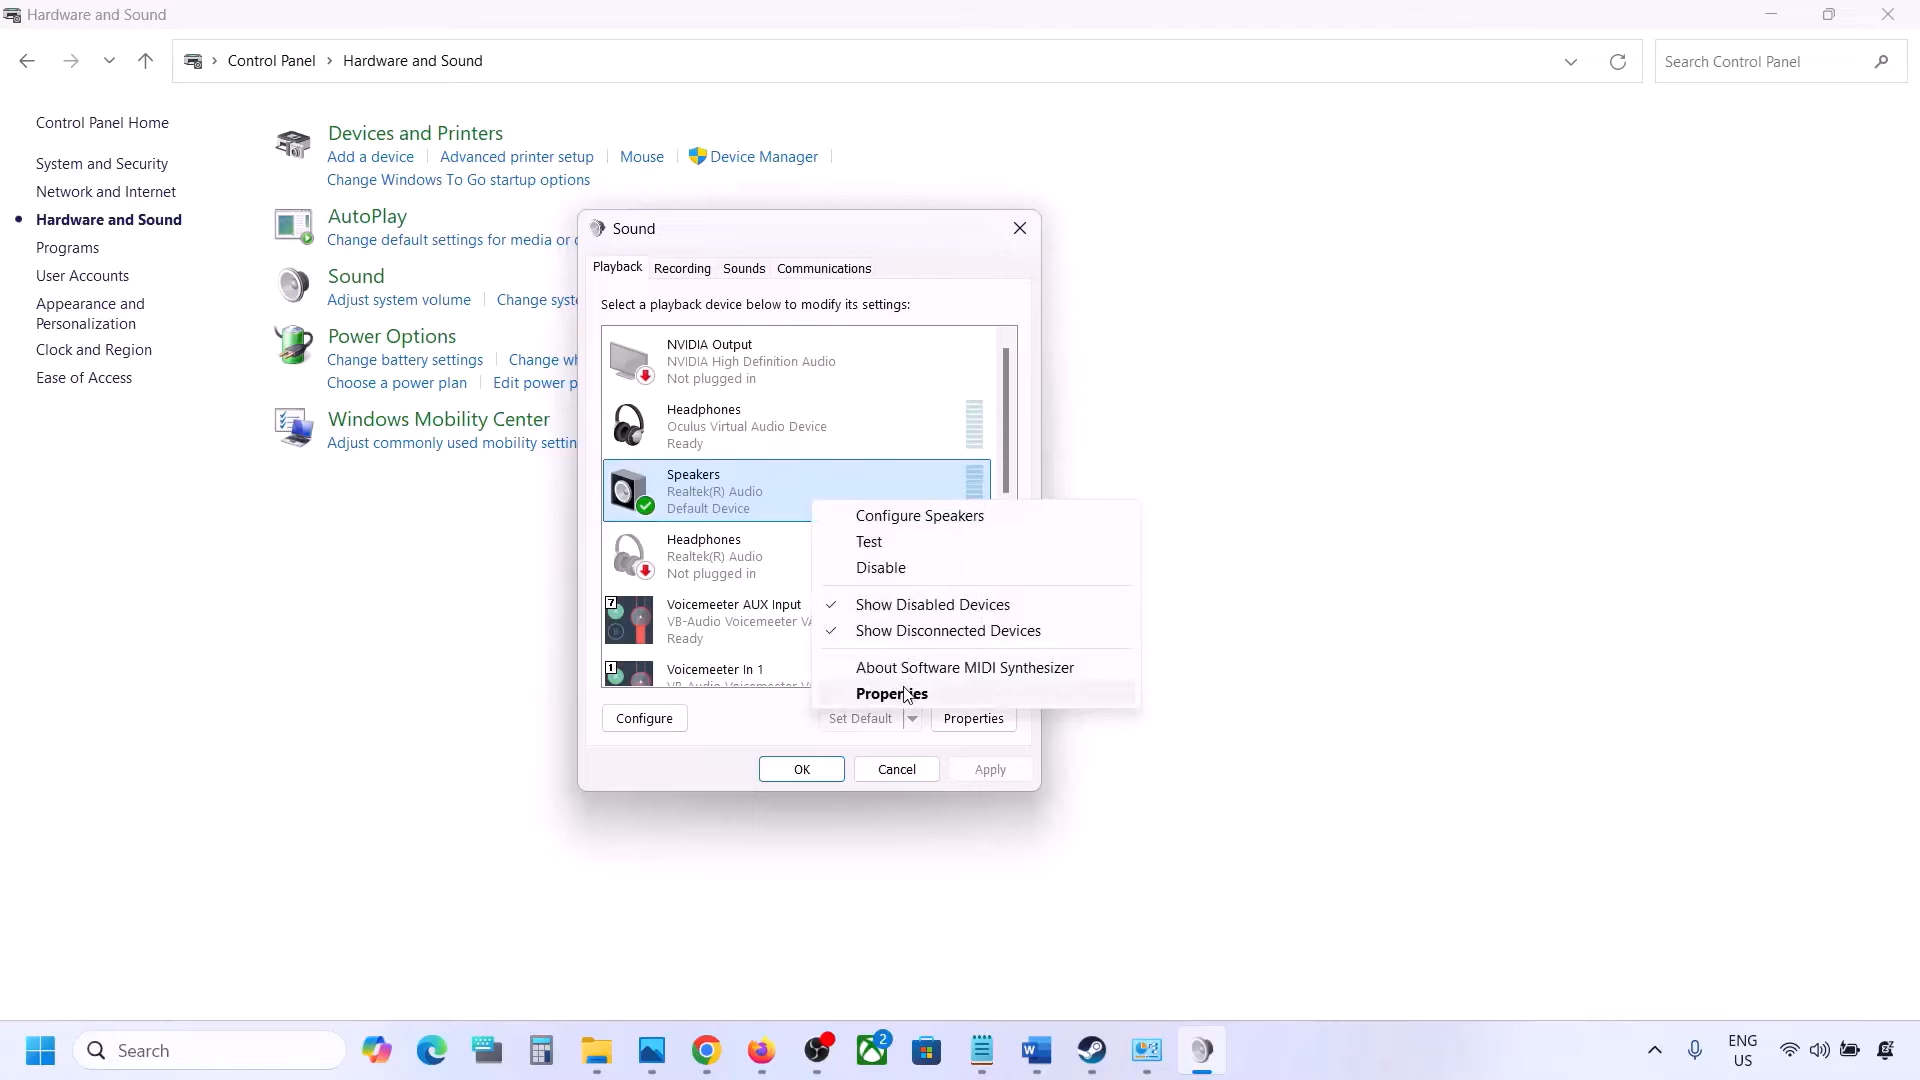 Hardware and Sound
Control Panel > Hardware and Sound
Search Control Panel
Control Panel Home
System and Security
Network and Internet
Hardware and Sound
Programs
User Accounts
Appearance and
Personalization
Clock and Region
Ease of Access
Devices and Printers
Add a device Advanced printer setup Mouse Device Manager
Change Windows To Go startup options
AutoPlay
Change default settings for media or
Sound
Adjust system volume Change
Power Options
Change battery settings Change
Choose a power plan Edit power
Windows Mobility Center
Adjust commonly used mobility
Sound
Playback Recording Sounds Communications
Select a playback device below to modify its settings:
NVIDIA Output
NVIDIA High Definition Audio
Not plugged in
Headphones
Oculus Virtual Audio Device
Ready
Speakers
Realtek(R) Audio
Default Device
Headphones
Realtek(R) Audio
Not plugged in
7
Voicemeeter AUX Input
VB-Audio Voicemeeter
Ready
1
Voicemeeter In 1
Configure Speakers
Test
Disable
Show Disabled Devices
Show Disconnected Devices
About Software MIDI Synthesizer
Properties
Configure Set Default Properties
OK Cancel Apply
Search
2
ENG
US